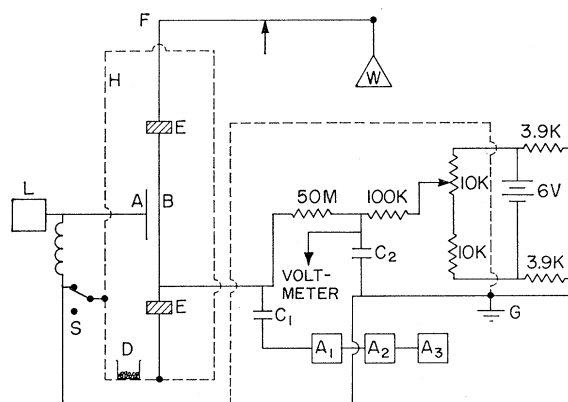 F
H
W
E
3.9K
L
A
B
50M
100K
10K
6V
10K
C2
3.9K
VOLT-
METER
S
E
C1
G
D
A1
A2
A3